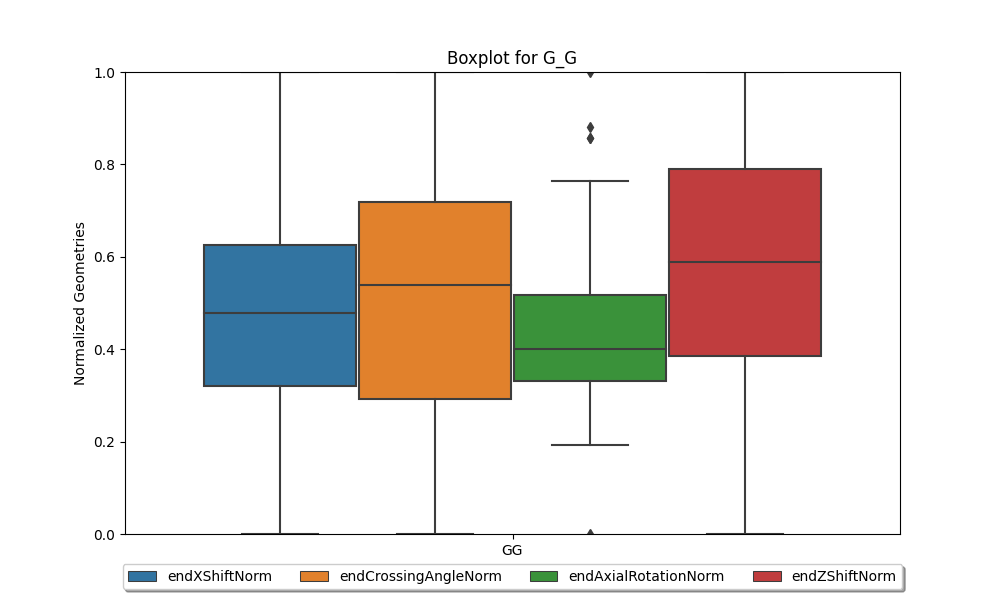 Boxplot for G_G
Normalized Geometries
1.0
0.8
0.6
0.4
0.2
0.0
GG
endXShiftNorm endCrossingAngleNorm endAxialRotationNorm endZShiftNorm